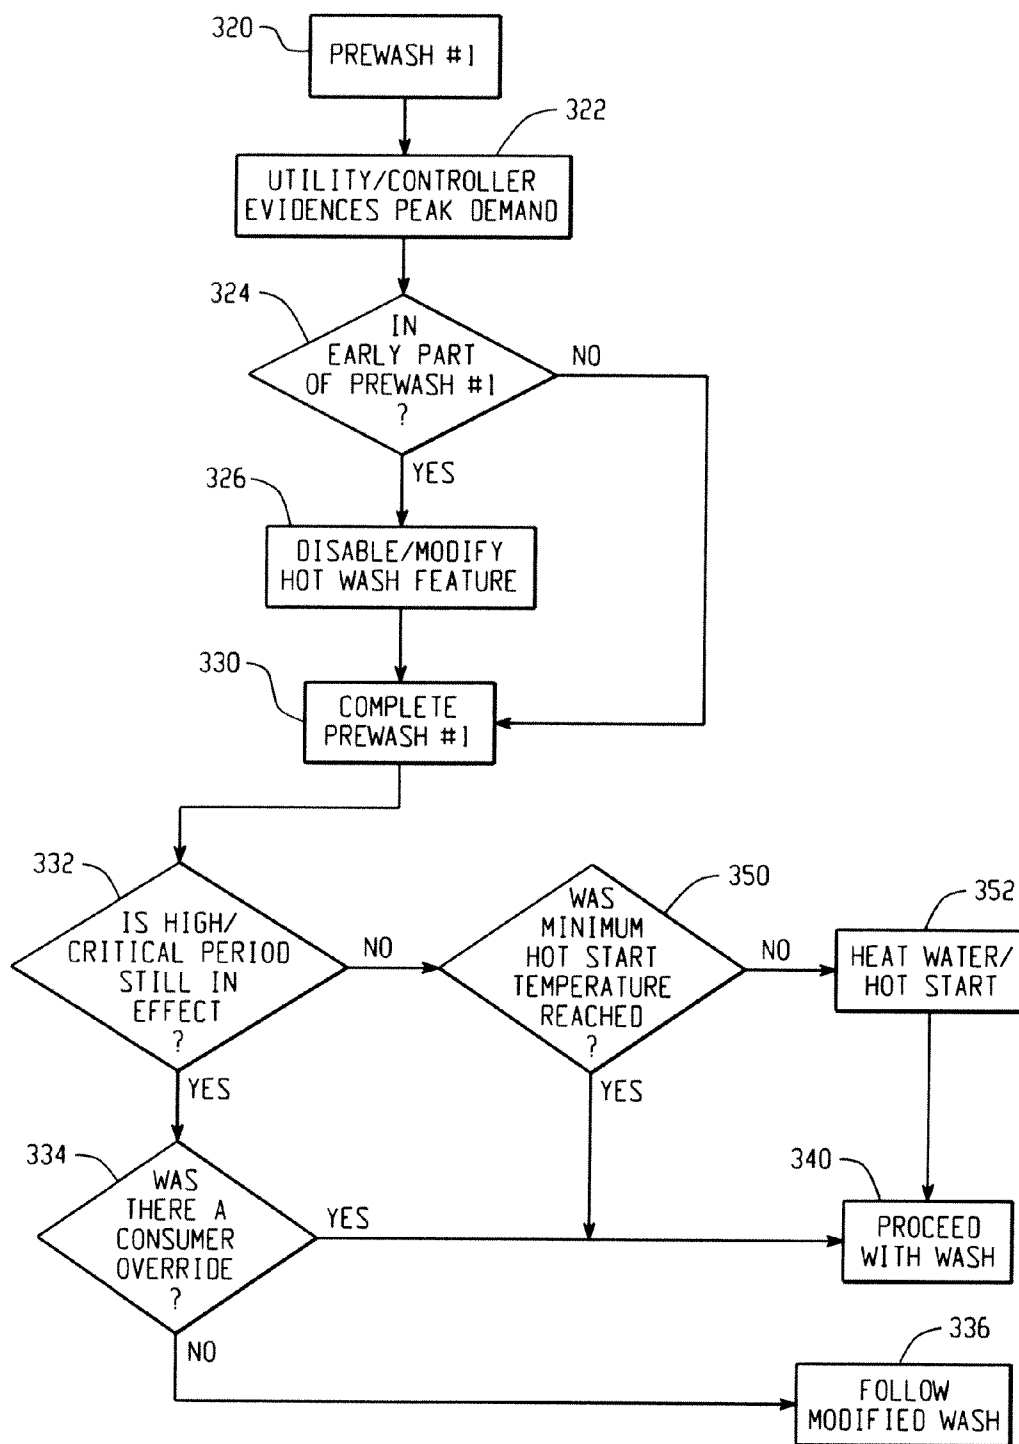 320
PREWASH #1
322
UTILITY/CONTROLLER
EVIDENCES PEAK DEMAND
324
IN
EARLY PART
OF PREWASH #1
?
NO
YES
326
DISABLE/MODIFY
HOT WASH FEATURE
330
COMPLETE
PREWASH #1
332
IS HIGH/
CRITICAL PERIOD
STILL IN
EFFECT
?
NO
YES
350
WAS
MINIMUM
HOT START
TEMPERATURE
REACHED
?
NO
YES
352
HEAT WATER/
HOT START
334
WAS
THERE A
CONSUMER
OVERRIDE
?
YES
NO
340
PROCEED
WITH WASH
336
FOLLOW
MODIFIED WASH